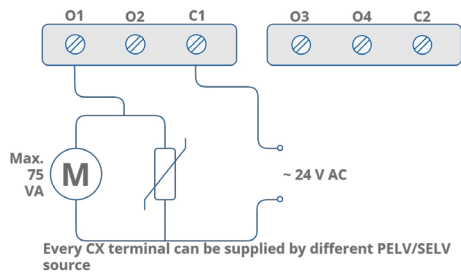 O1 O2 C1 O3 O4 C2
Max.
75
VA
M
~ 24 V AC
Every CX terminal can be supplied by different PELV/SELV
source